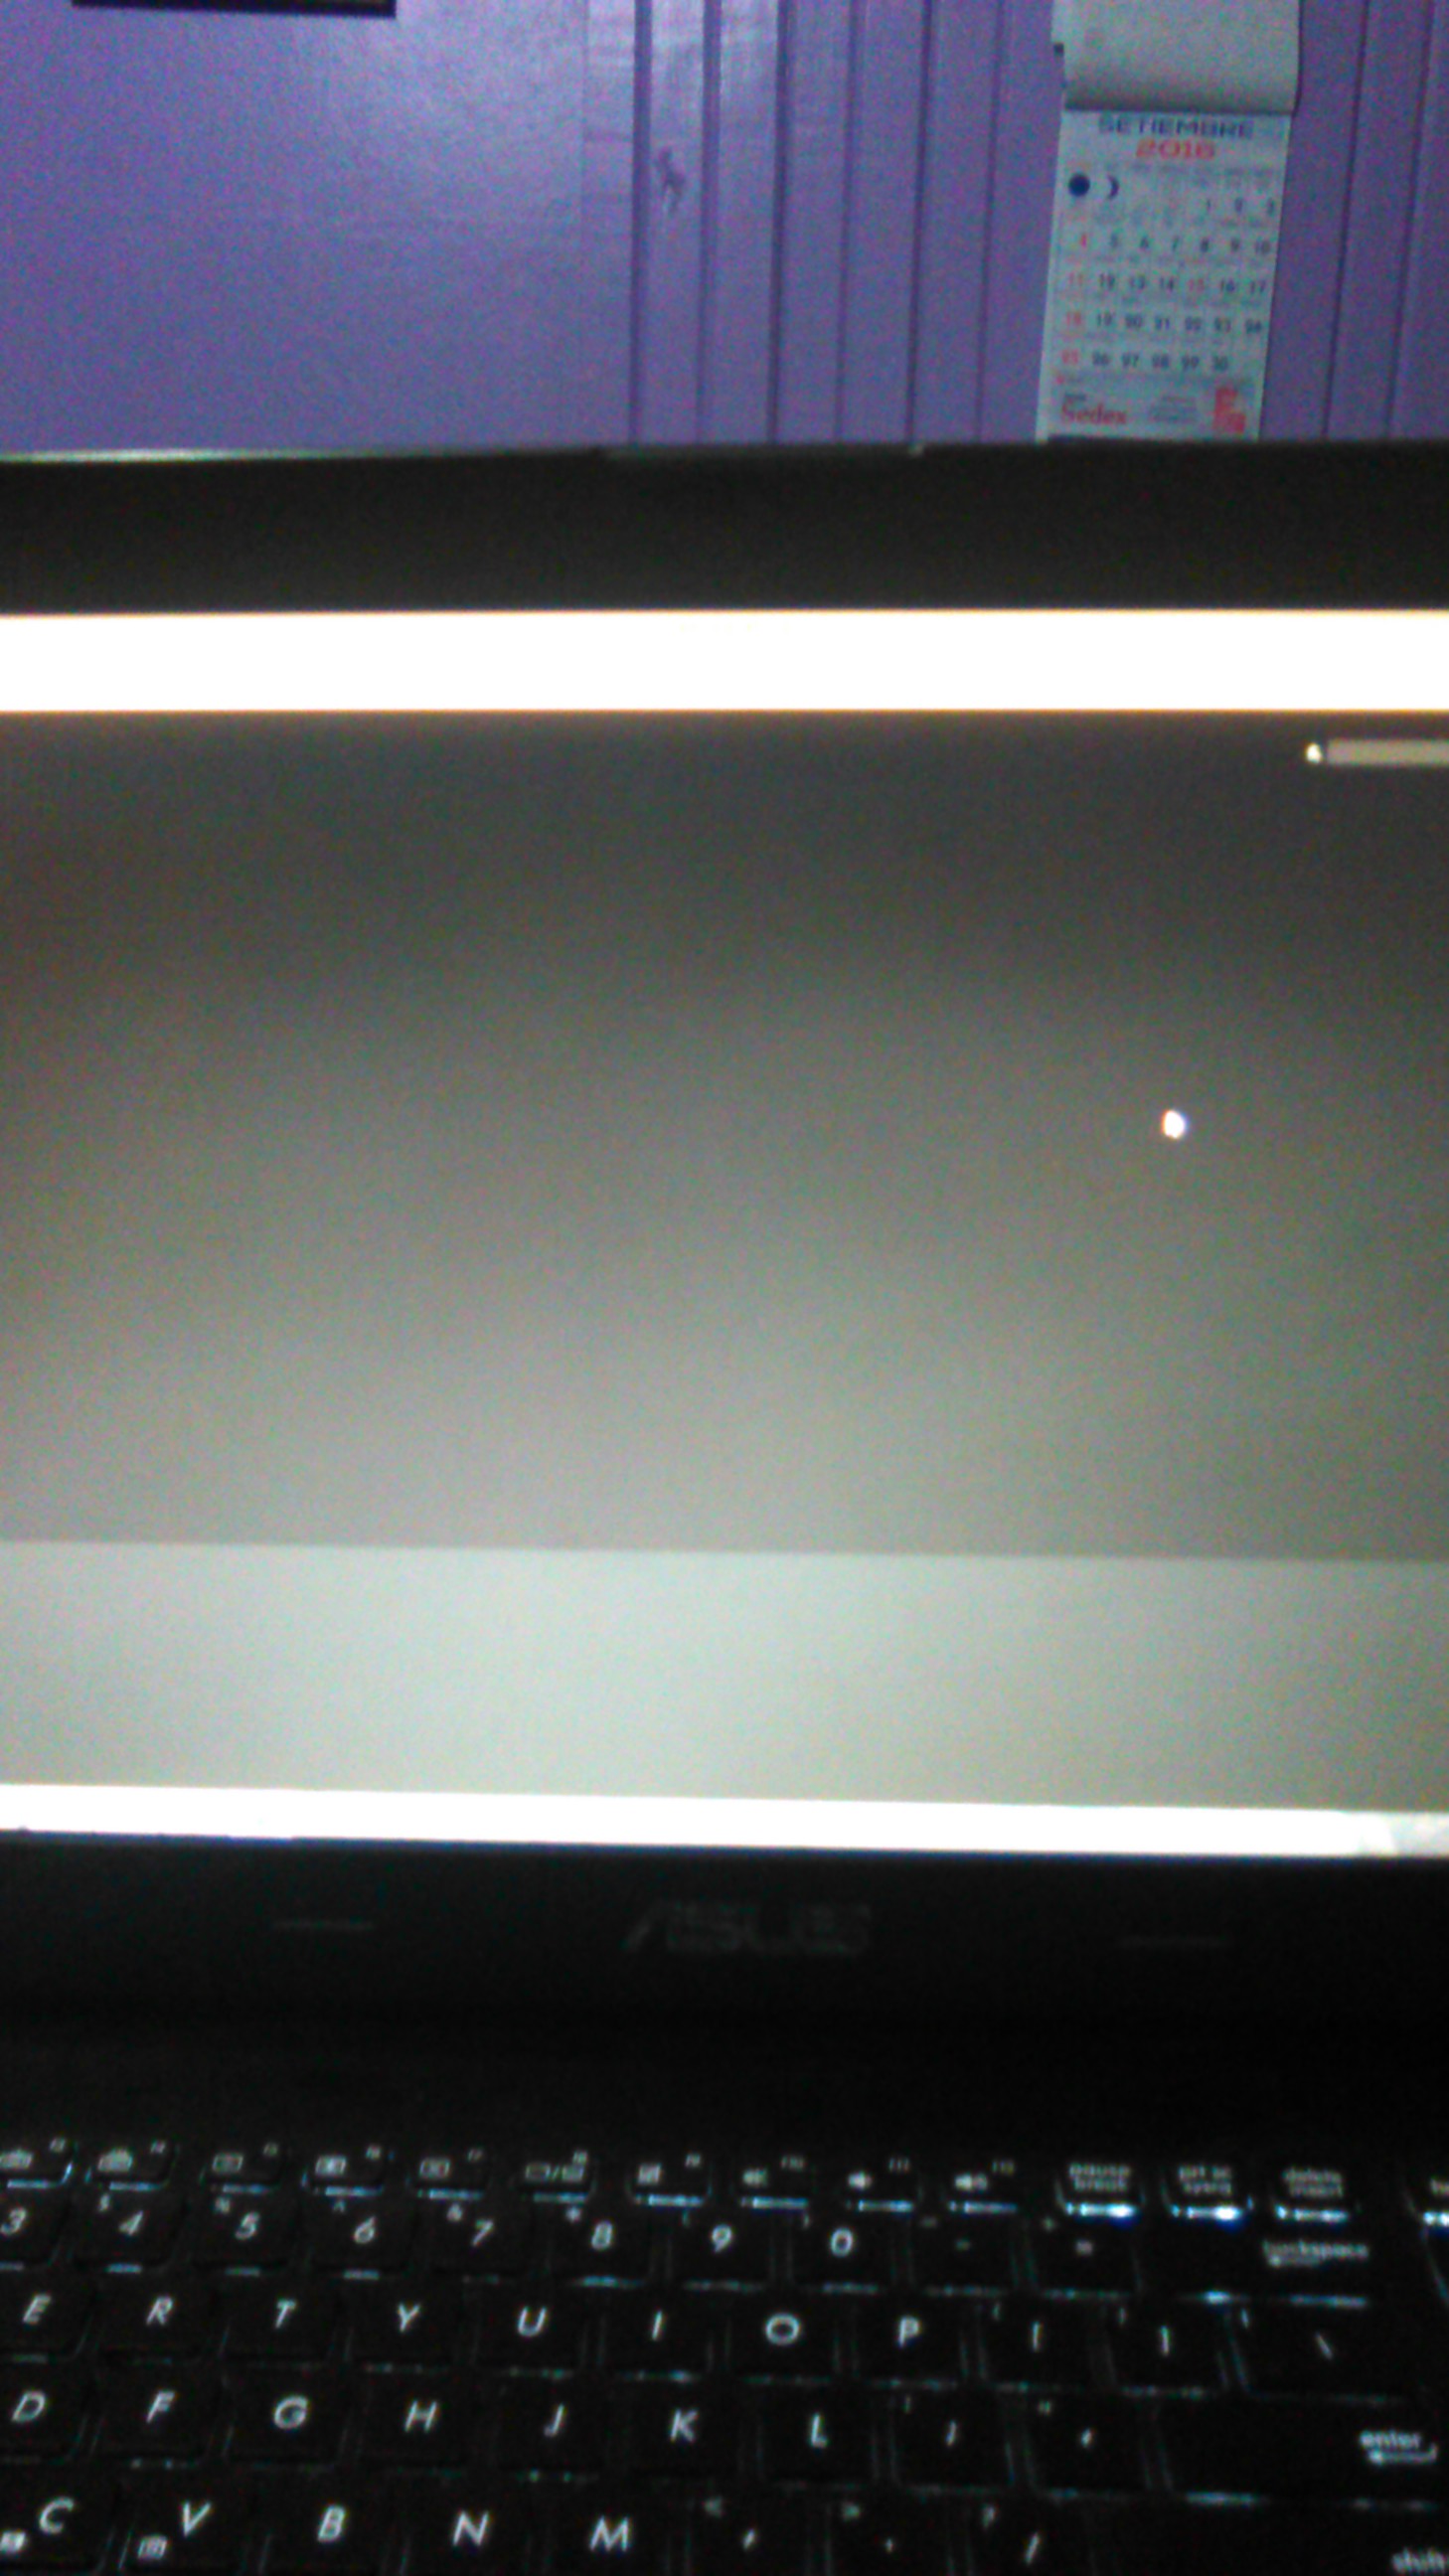 SETIEMBRE
2016
1 2 3
4 5 6 7 8 9 10
11 12 13 14 15 16 17
18 19 20 21 22 23 24
25 26 27 28 29 30
Sedex
ASUS
pause
break
prt sc
sysrq
delete
insert
3 $ 4 % 5 ^ 6 & 7 * 8 ( 9 ) 0 - + = backspace
E R T Y U I O P { [ } ] \
D F G H J K L : ; " ' enter
C V B N M < , > . ? / shift